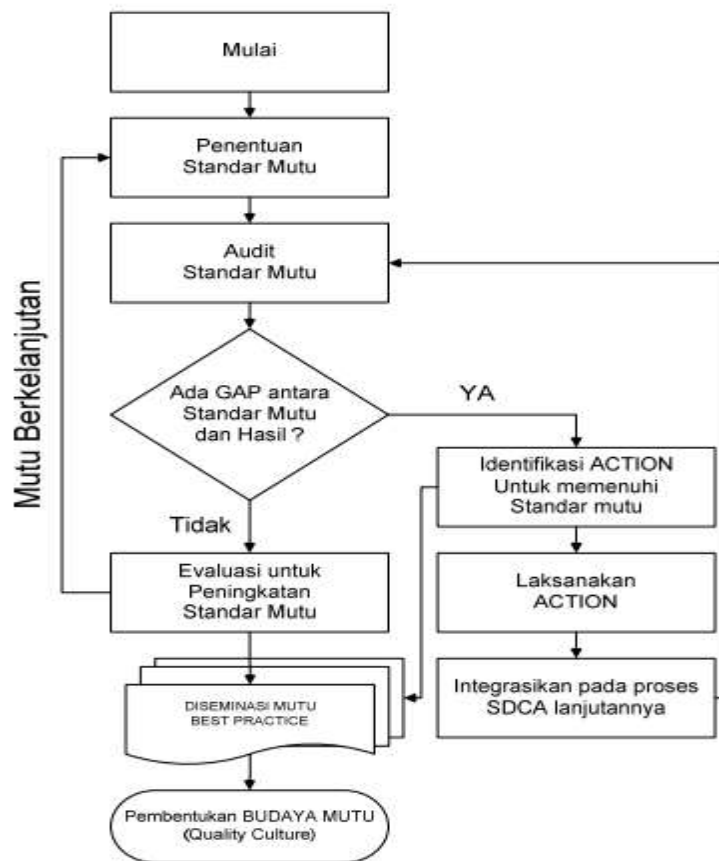 Mulai
Penentuan
Standar Mutu
Audit
Standar Mutu
Mutu Berkelanjutan
Ada GAP antara
Standar Mutu
dan Hasil ?
YA
Tidak
Identifikasi ACTION
Untuk memenuhi
Standar mutu
Laksanakan
ACTION
Integrasikan pada proses
SDCA lanjutannya
Evaluasi untuk
Peningkatan
Standar Mutu
DISEMINASI MUTU
BEST PRACTICE
Pembentukan BUDAYA MUTU
(Quality Culture)